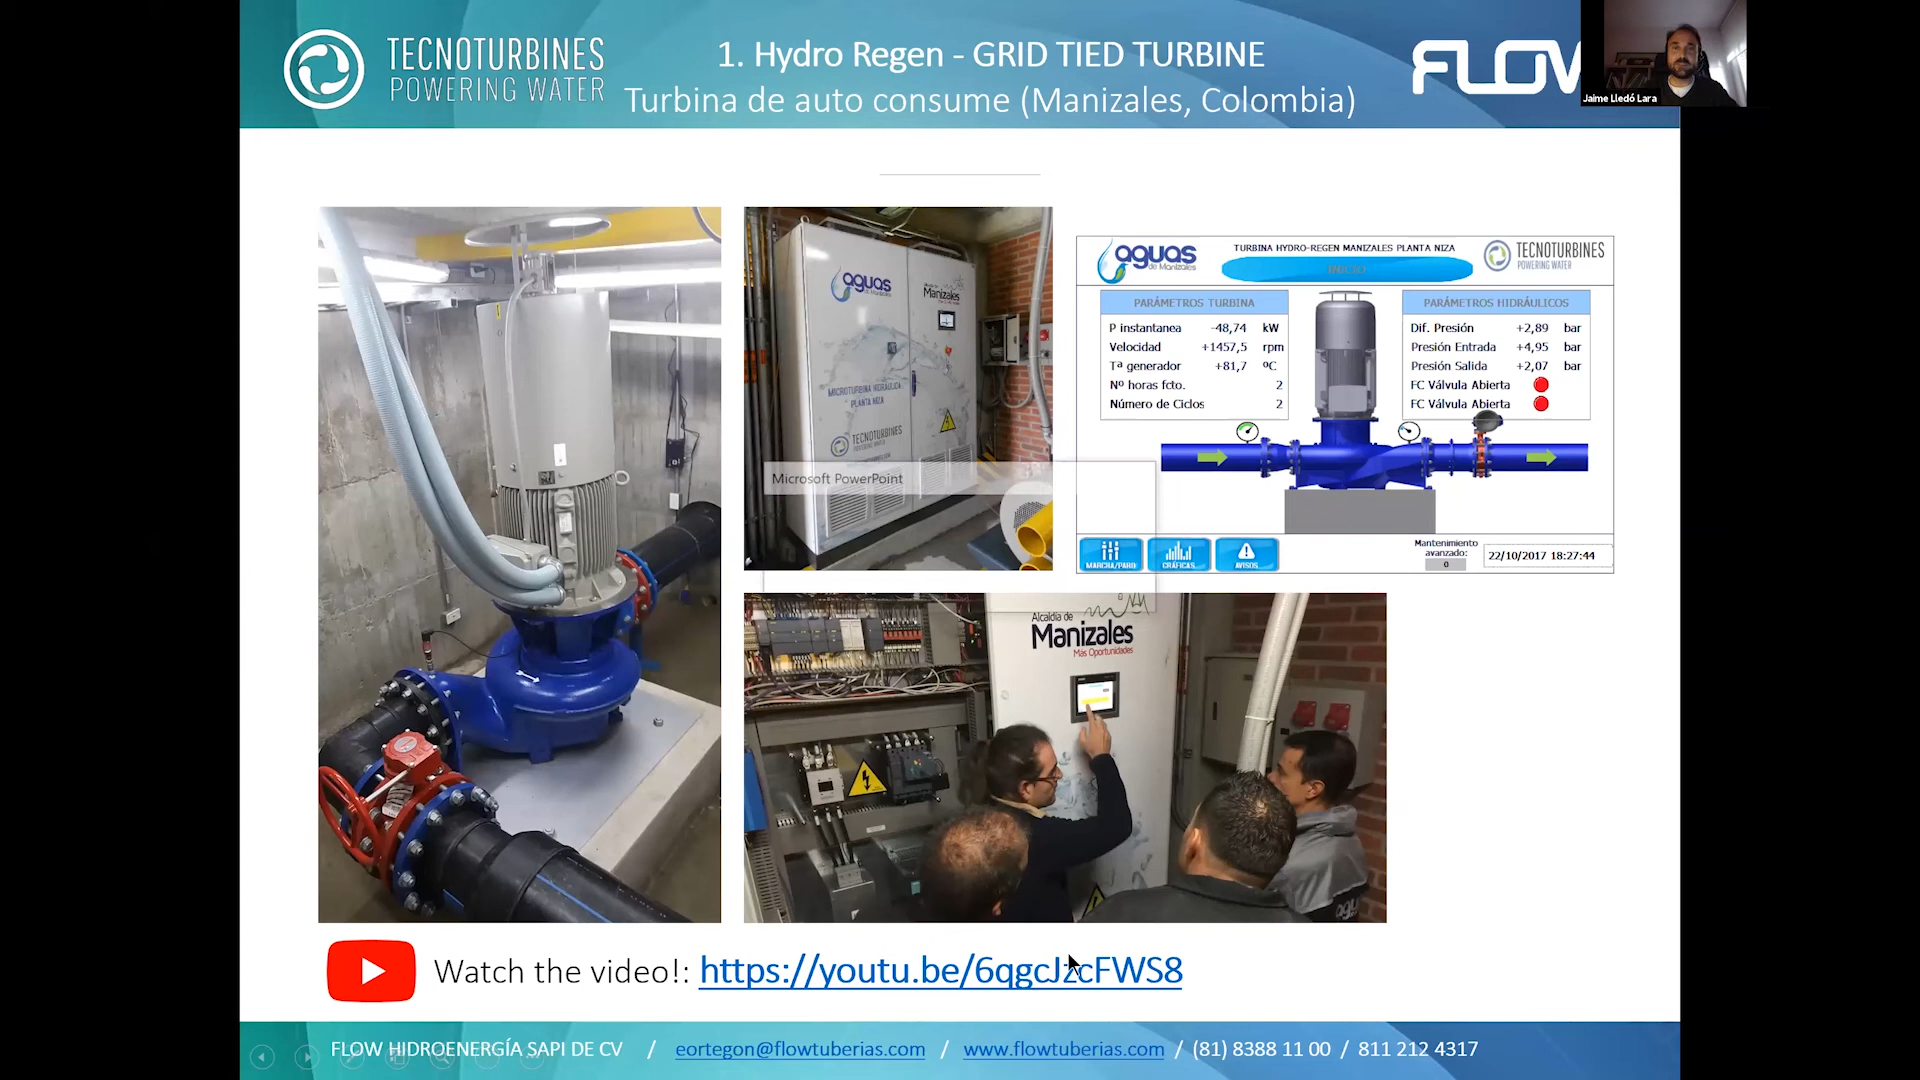 TECNOTURBINES
POWERING WATER
1. Hydro Regen - GRID TIED TURBINE
Turbina de auto consume (Manizales, Colombia)
FLOW
Jaime Lledó Lara
aguas
de Manizales
Manizales
MICROTURBINA HIDRÁULICA
PLANTA NIZA
TECNOTURBINES
Microsoft PowerPoint
aguas
de Manizales
TURBINA HYDRO-REGEN MANIZALES PLANTA NIZA
INICIO
TECNOTURBINES
POWERING WATER
PARÁMETROS TURBINA
P instantanea -48,74 kW
Velocidad +1457,5 rpm
Tª generador +81,7 ºC
Nº horas fcto. 2
Número de Ciclos 2
PARÁMETROS HIDRÁULICOS
Dif. Presión +2,89 bar
Presión Entrada +4,95 bar
Presión Salida +2,07 bar
FC Válvula Abierta
FC Válvula Abierta
MARCHA/PARO
GRÁFICAS
AVISOS
Mantenimiento
avanzado:
0
22/10/2017 18:27:44
Alcaldía de
Manizales
Más Oportunidades
Watch the video!: https://youtu.be/6qgcJzcFWS8
FLOW HIDROENERGÍA SAPI DE CV / eortegon@flowtuberias.com / www.flowtuberias.com / (81) 8388 11 00 / 811 212 4317